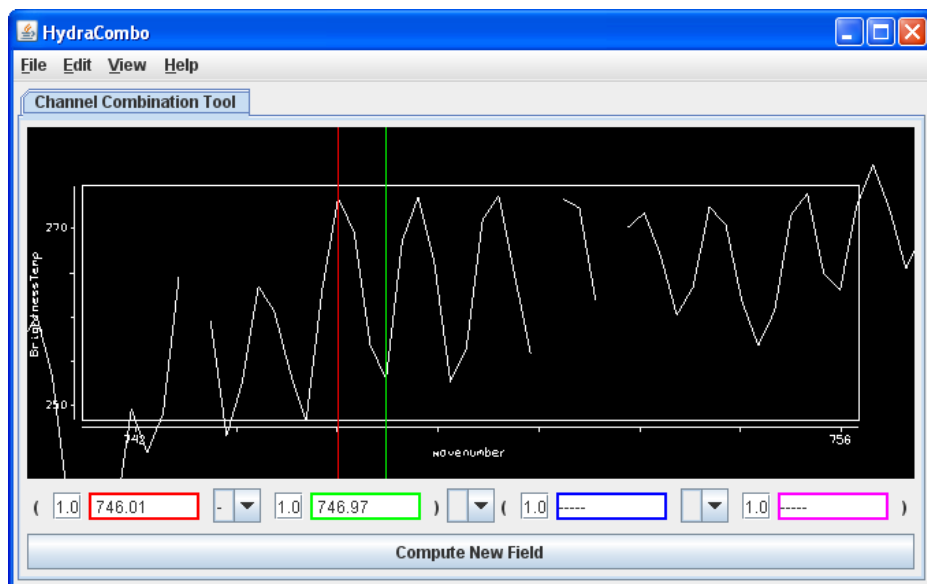 HydraCombo
File Edit View Help
Channel Combination Tool
270
BrightnessTemp
250
742 756
Wavenumber
( 1.0 746.01 - 1.0 746.97 ) ( 1.0 ----- 1.0 ----- )
Compute New Field